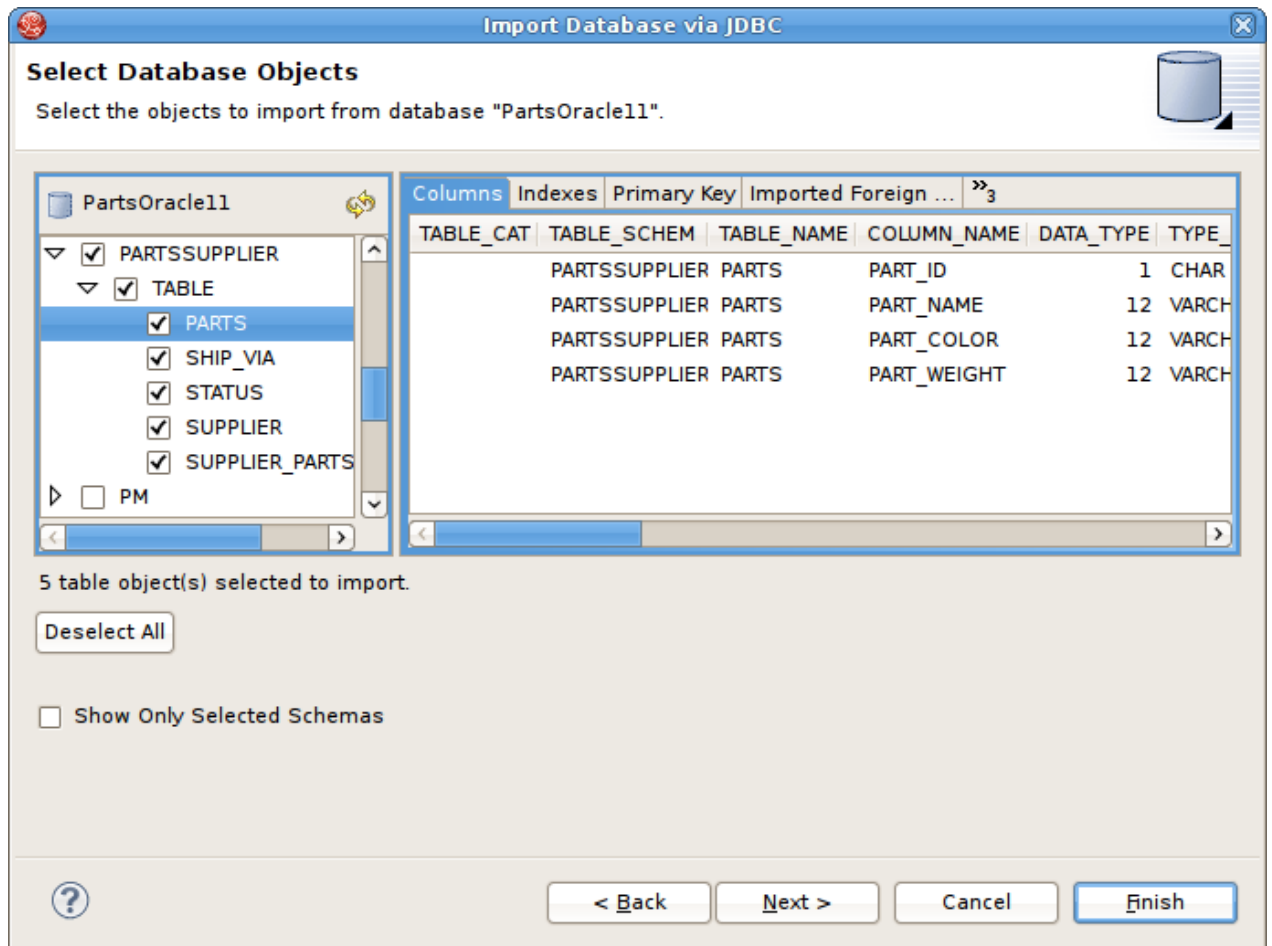 Import Database via JDBC
Select Database Objects
Select the objects to import from database "PartsOracle11".
PartsOracle11
PARTSSUPPLIER
TABLE
PARTS
SHIP_VIA
STATUS
SUPPLIER
SUPPLIER_PARTS
PM
Columns Indexes Primary Key Imported Foreign ... »3
TABLE_CAT TABLE_SCHEM TABLE_NAME COLUMN_NAME DATA_TYPE TYPE_
PARTSSUPPLIER PARTS PART_ID 1 CHAR
PARTSSUPPLIER PARTS PART_NAME 12 VARCH
PARTSSUPPLIER PARTS PART_COLOR 12 VARCH
PARTSSUPPLIER PARTS PART_WEIGHT 12 VARCH
5 table object(s) selected to import.
Deselect All
Show Only Selected Schemas
? < Back Next > Cancel Finish